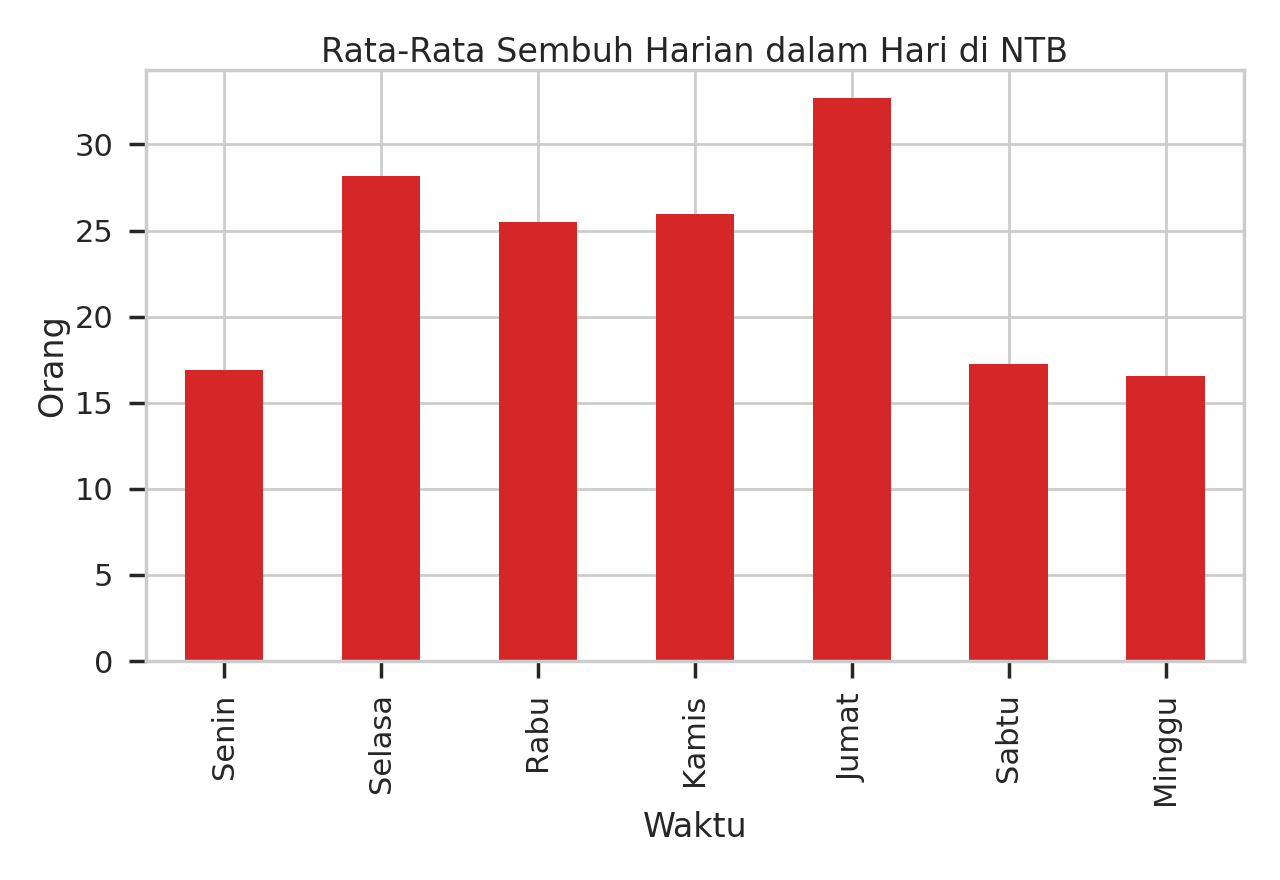 Rata-Rata Sembuh Harian dalam Hari di NTB
Orang
30
25
20
15
10
5
0
Senin
Selasa
Rabu
Kamis
Jumat
Sabtu
Minggu
Waktu